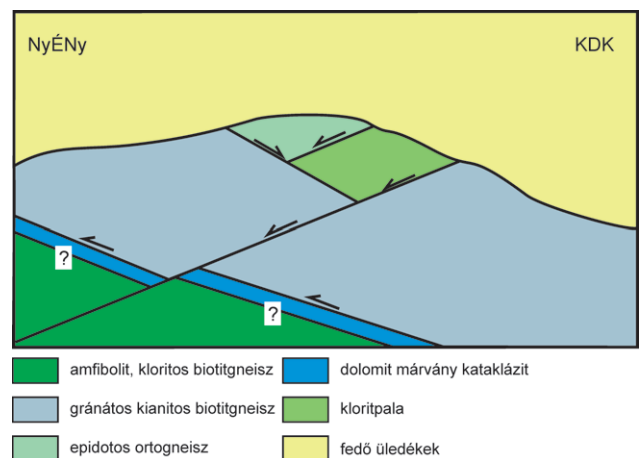 NyÉNy KDK
?
?
amfibolit, kloritos biotitgneisz dolomit márvány kataklázit
gránátos kianitos biotitgneisz kloritpala
epidotos ortogneisz fedő üledékek